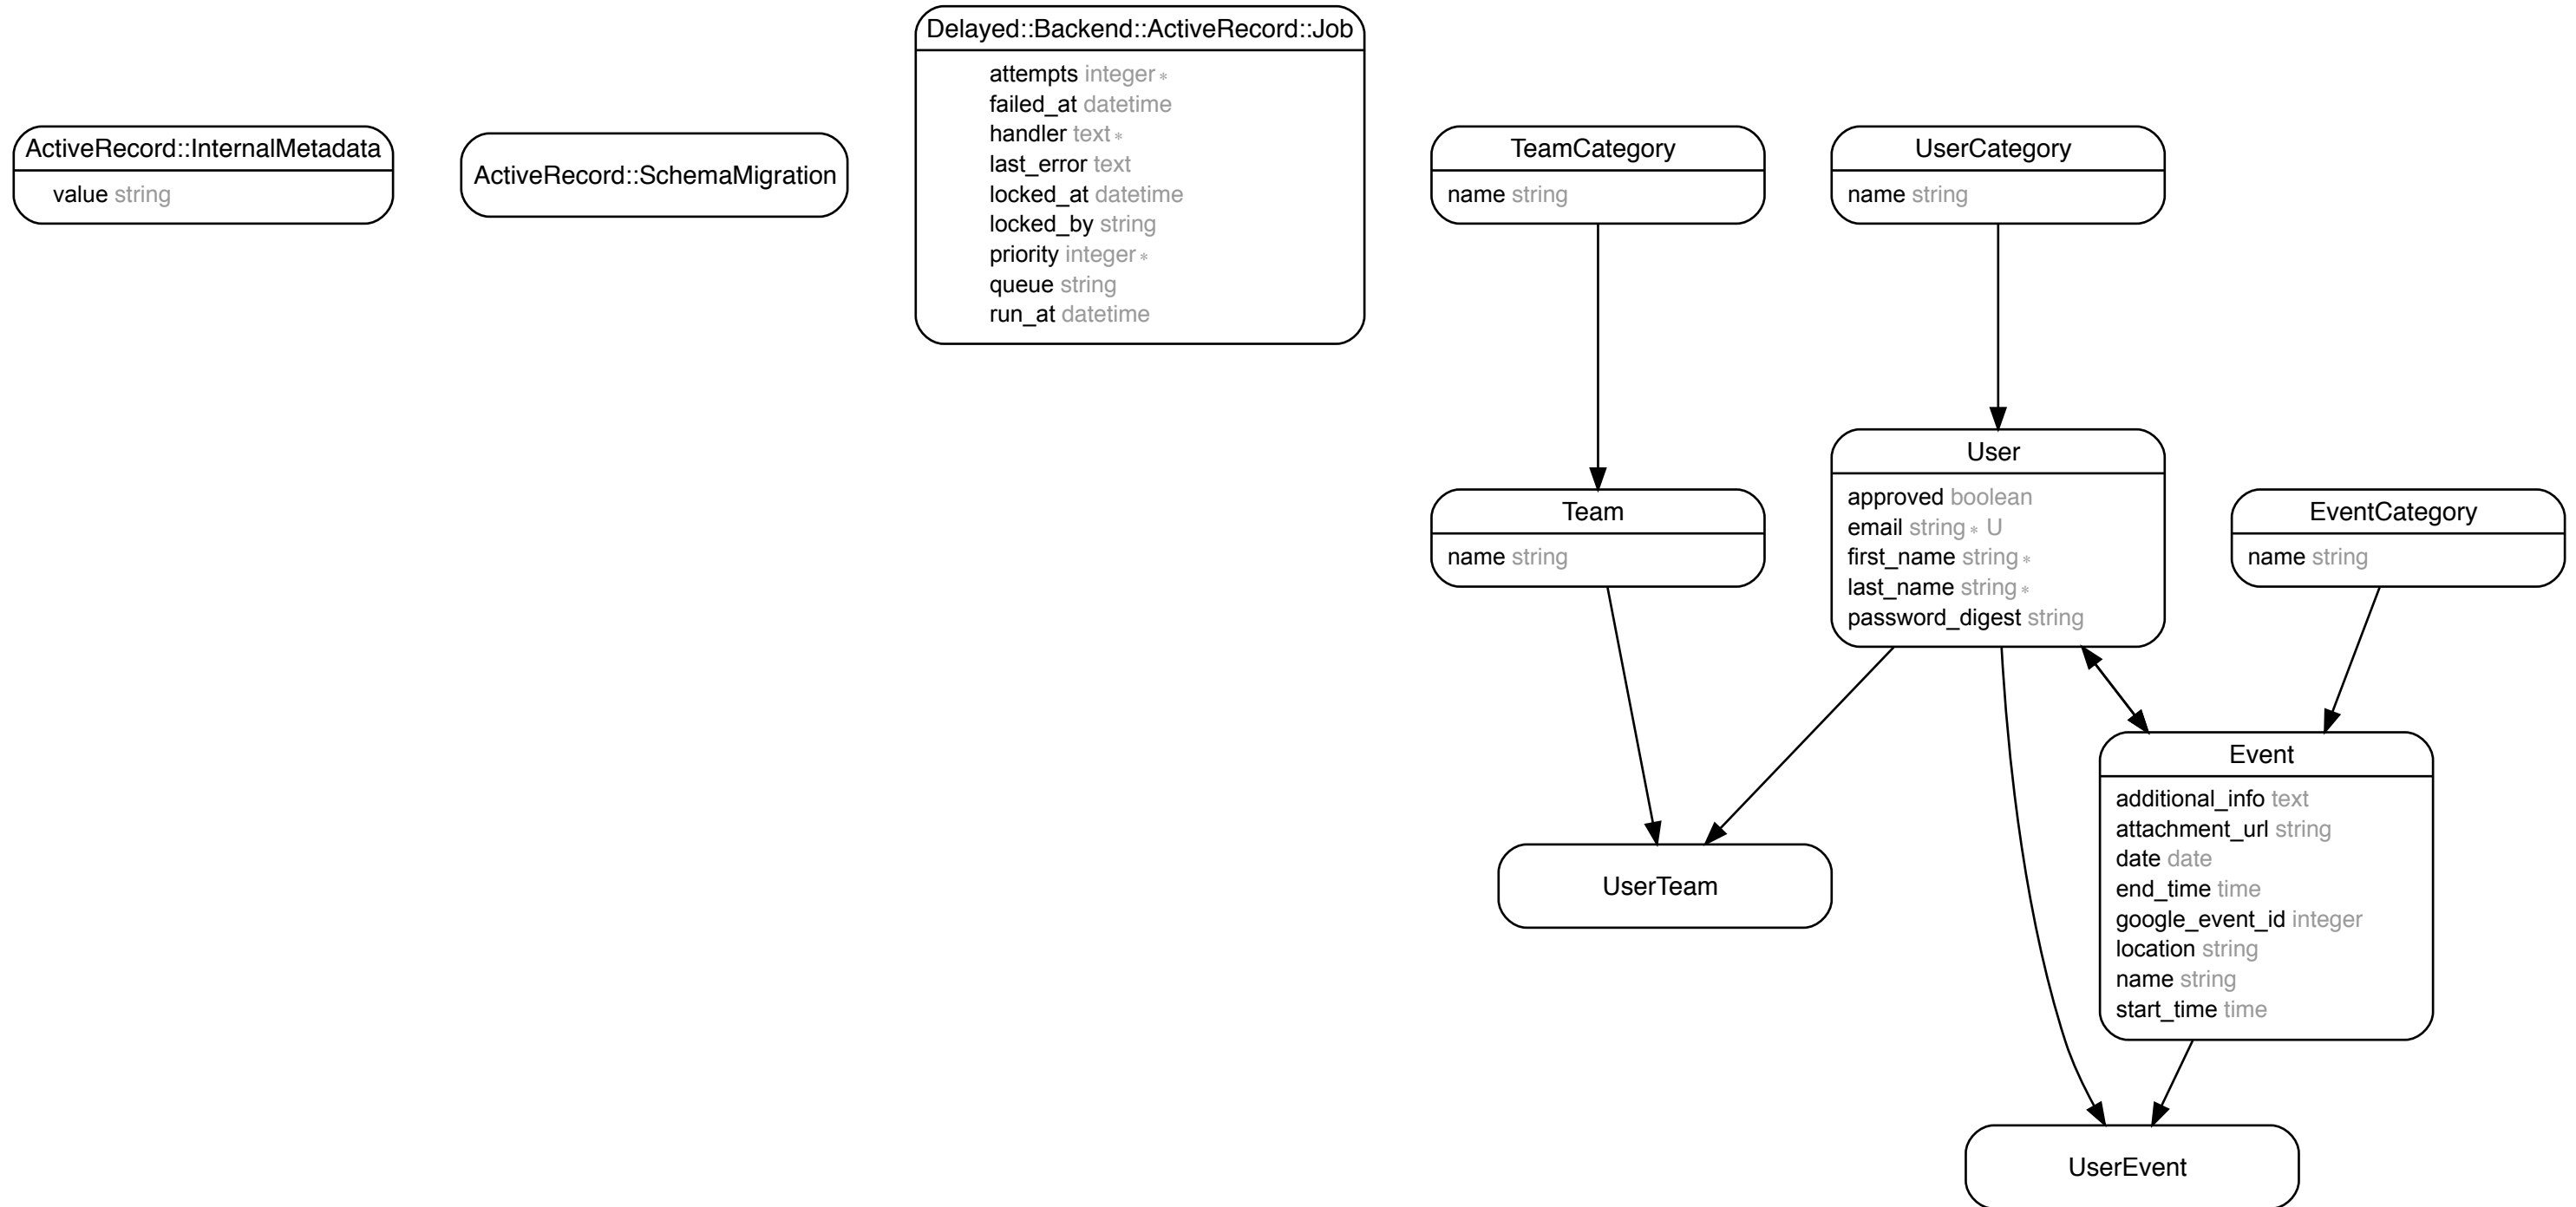 Delayed::Backend::ActiveRecord::Job
attempts integer *
failed_at datetime
handler text *
last_error text
locked_at datetime
locked_by string
priority integer *
queue string
run_at datetime
ActiveRecord::InternalMetadata
value string
ActiveRecord::SchemaMigration
TeamCategory
name string
UserCategory
name string
User
approved boolean
email string * U
first_name string *
last_name string *
password_digest string
Team
name string
EventCategory
name string
Event
additional_info text
attachment_url string
date date
end_time time
google_event_id integer
location string
name string
start_time time
UserTeam
UserEvent